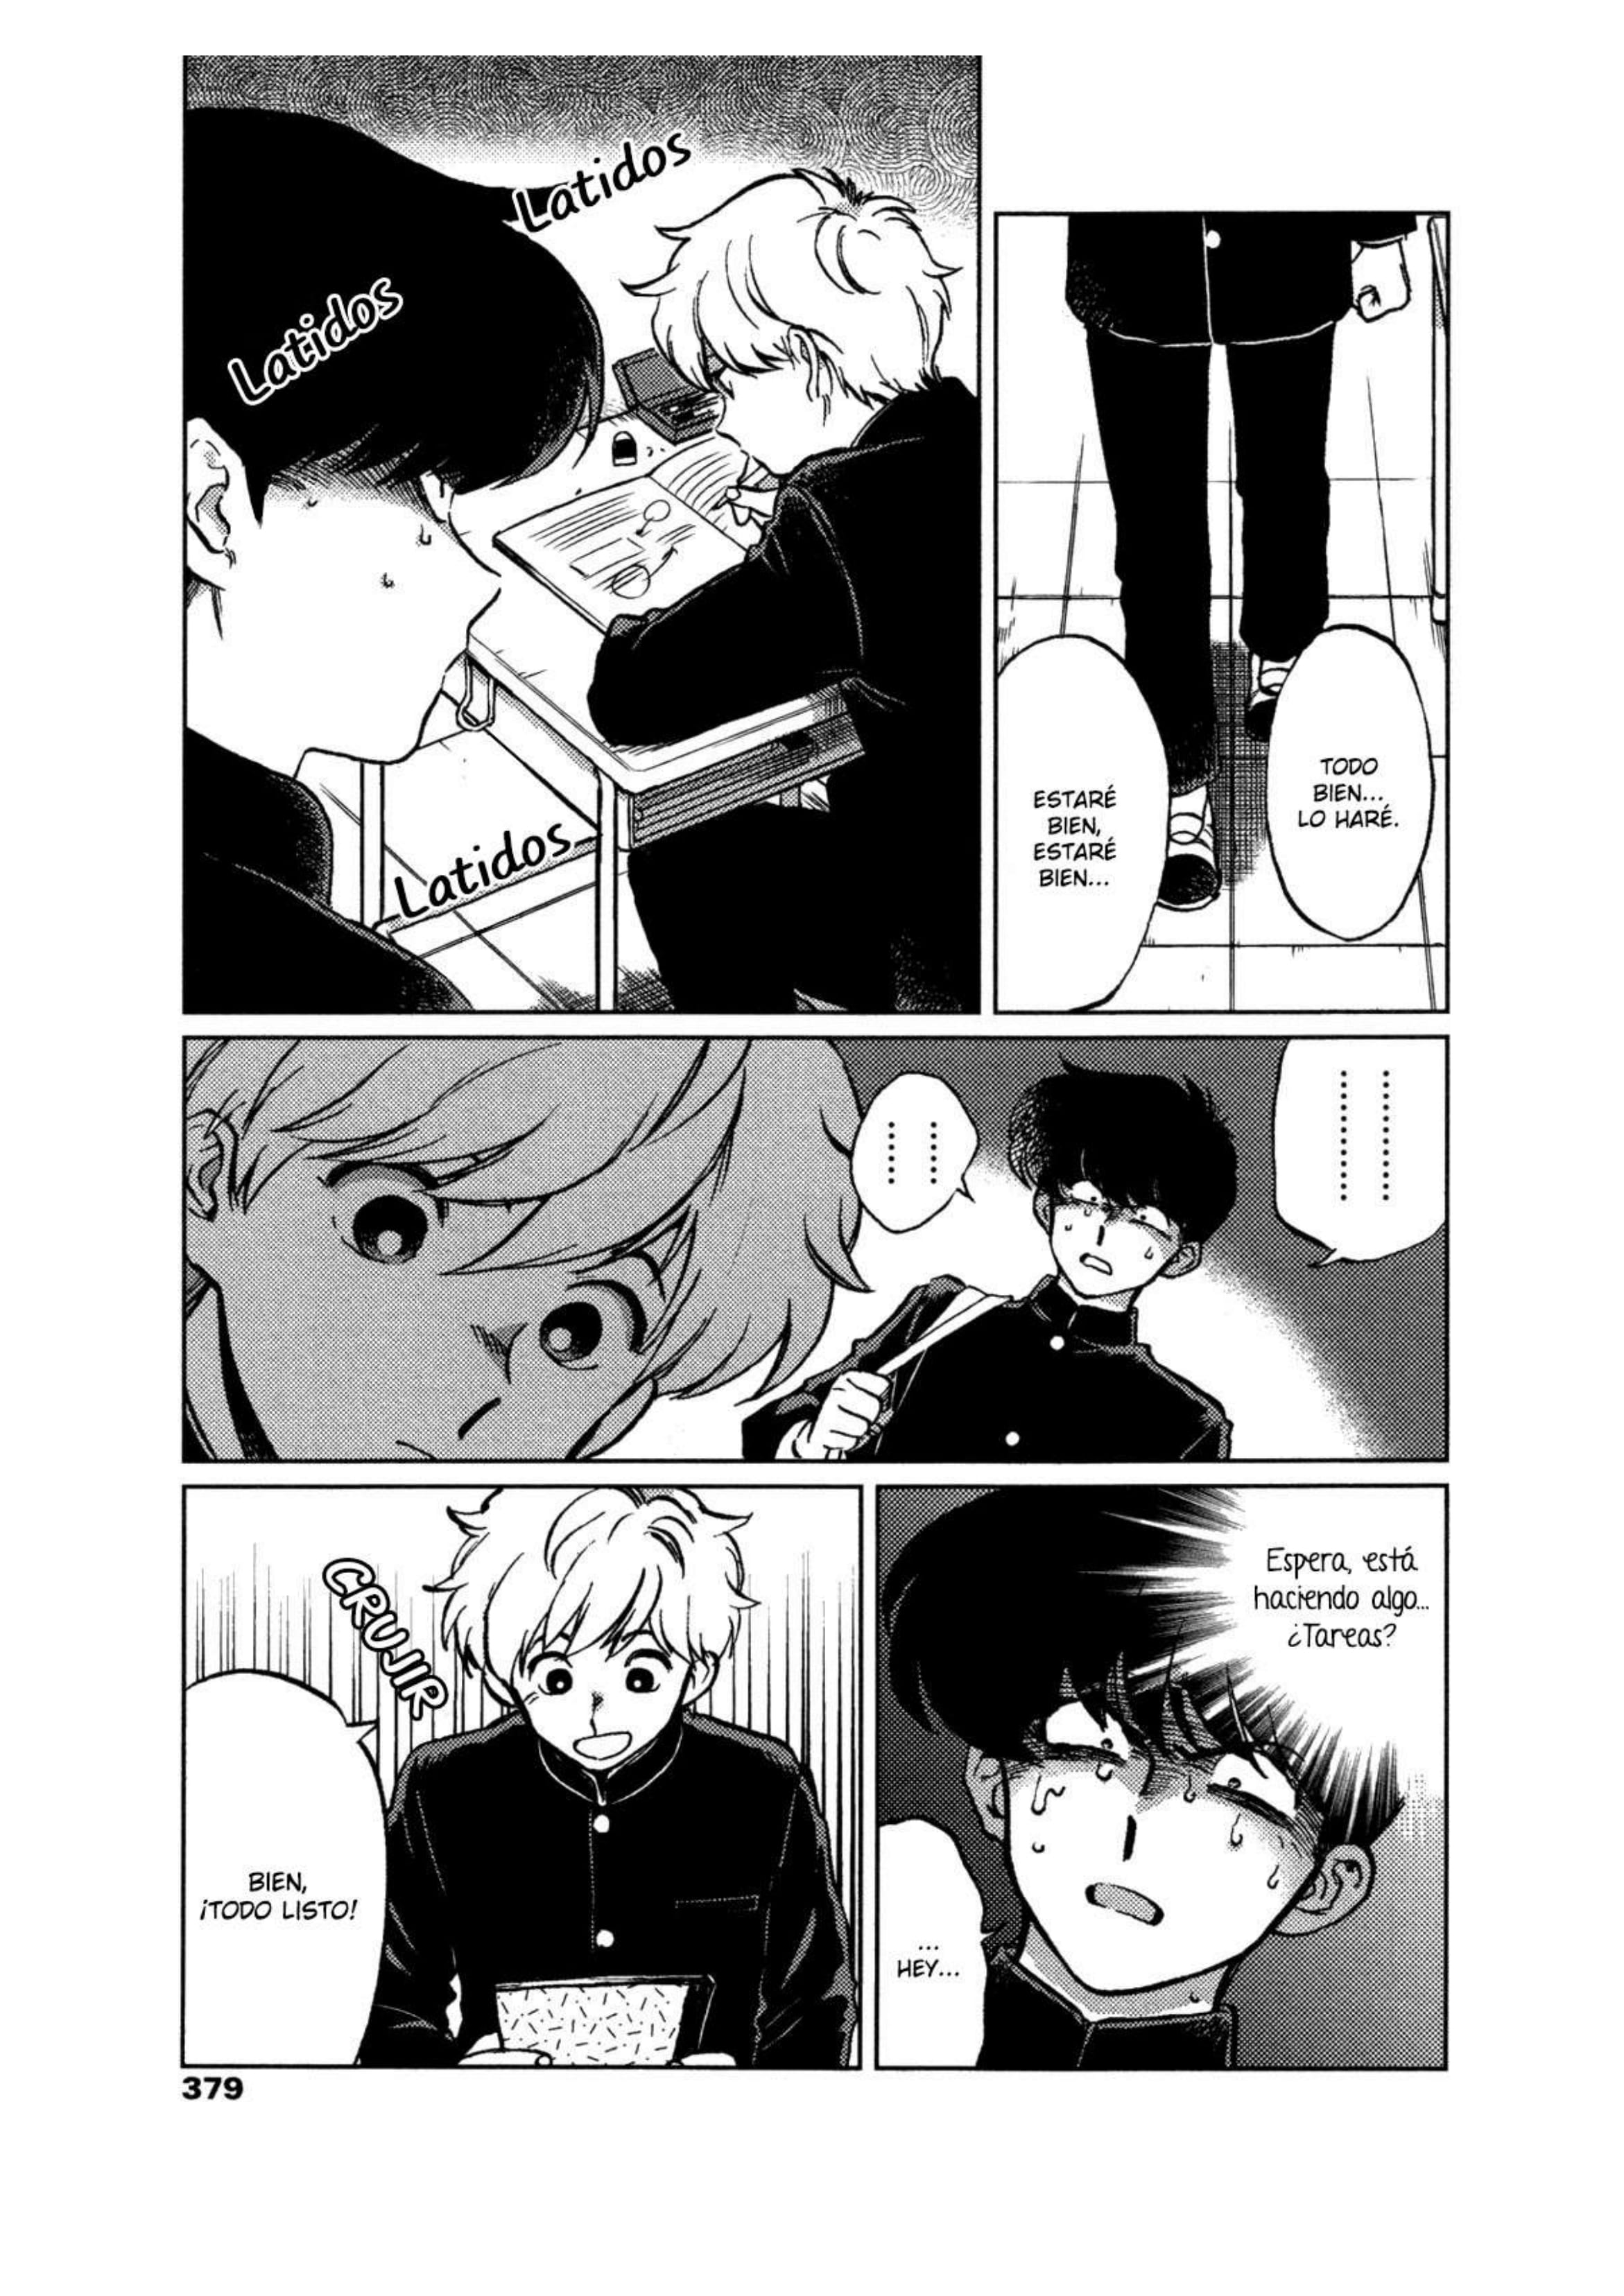 TODO
BIEN...
LO HARÉ.
ESTARÉ
BIEN,
ESTARÉ
BIEN...
Latidos
Latidos
Latidos
Espera, está
haciendo algo...
¿Tareas?
...
HEY...
CRUJIR
BIEN,
¡TODO LISTO!
379